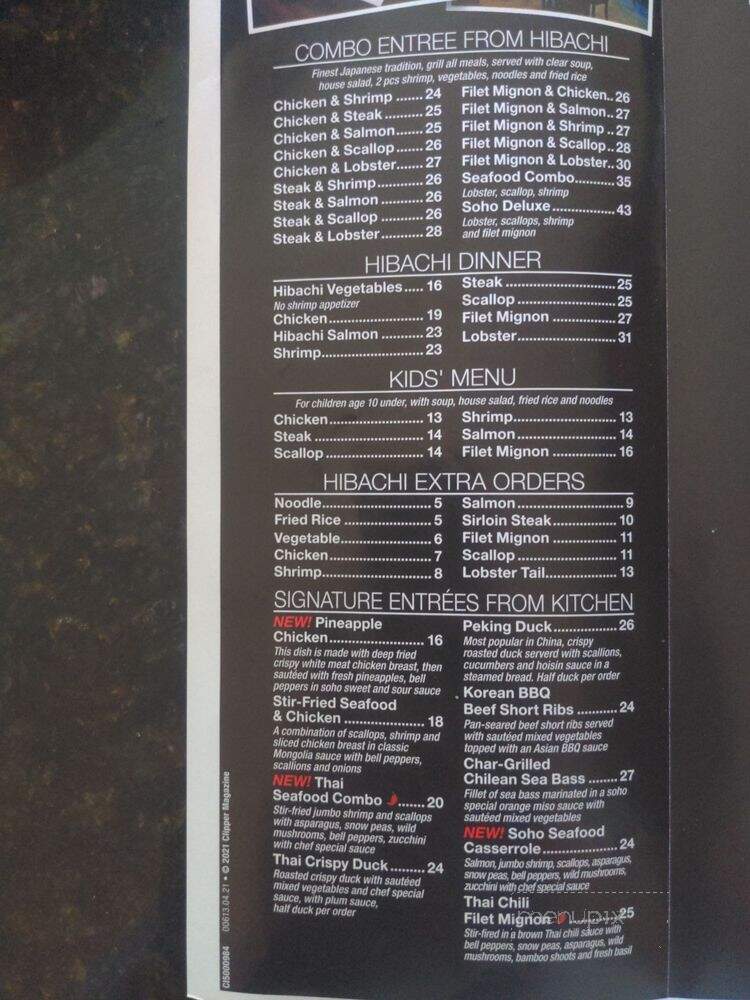 COMBO ENTREE FROM HIBACHI
Finest Japanese tradition, grill all meals, served with clear soup,
house salad, 2 pcs shrimp, vegetables, noodles and fried rice
Chicken & Shrimp ....... 24
Chicken & Steak .......... 25
Chicken & Salmon....... 25
Chicken & Scallop ....... 26
Chicken & Lobster....... 27
Steak & Shrimp........... 26
Steak & Salmon .......... 26
Steak & Scallop .......... 26
Steak & Lobster.......... 28
Filet Mignon & Chicken.. 26
Filet Mignon & Salmon.. 27
Filet Mignon & Shrimp .. 27
Filet Mignon & Scallop.. 28
Filet Mignon & Lobster.. 30
Seafood Combo.......... 35
Lobster, scallop, shrimp
Soho Deluxe ............... 43
Lobster, scallops, shrimp
and filet mignon
HIBACHI DINNER
Hibachi Vegetables ..... 16
No shrimp appetizer
Chicken....................... 19
Hibachi Salmon .......... 23
Shrimp......................... 23
Steak ........................... 25
Scallop ........................ 25
Filet Mignon ............... 27
Lobster........................ 31
KIDS' MENU
For children age 10 under, with soup, house salad, fried rice and noodles
Chicken....................... 13
Steak .......................... 14
Scallop ........................ 14
Shrimp......................... 13
Salmon........................ 14
Filet Mignon ............... 16
HIBACHI EXTRA ORDERS
Noodle.......................... 5
Fried Rice ..................... 5
Vegetable...................... 6
Chicken......................... 7
Shrimp........................... 8
Salmon.......................... 9
Sirloin Steak ............... 10
Filet Mignon ............... 11
Scallop ........................ 11
Lobster Tail................. 13
SIGNATURE ENTRÉES FROM KITCHEN
NEW! Pineapple
Chicken....................... 16
This dish is made with deep fried
crispy white meat chicken breast, then
sautéed with fresh pineapples, bell
peppers in soho sweet and sour sauce
Stir-Fried Seafood
& Chicken ................... 18
A combination of scallops, shrimp and
sliced chicken breast in classic
Mongolia sauce with bell peppers,
scallions and onions
NEW! Thai
Seafood Combo ....... 20
Stir-fried jumbo shrimp and scallops
with asparagus, snow peas, wild
mushrooms, bell peppers, zucchini
with chef special sauce
Thai Crispy Duck........ 24
Roasted crispy duck with sautéed
mixed vegetables and chef special
sauce, with plum sauce,
half duck per order
Peking Duck................ 26
Most popular in China, crispy
roasted duck serverd with scallions,
cucumbers and hoisin sauce in a
steamed bread. Half duck per order
Korean BBQ
Beef Short Ribs .......... 24
Pan-seared beef short ribs served
with sautéed mixed vegetables
topped with an Asian BBQ sauce
Char-Grilled
Chilean Sea Bass ........ 27
Fillet of sea bass marinated in a soho
special orange miso sauce with
sautéed mixed vegetables
NEW! Soho Seafood
Casserole.................... 24
Salmon, jumbo shrimp, scallops, asparagus,
snow peas, bell peppers, wild mushrooms,
zucchini with chef special sauce
Thai Chili
Filet Mignon ........... 25
Stir-fired in a brown Thai chili sauce with
bell peppers, snow peas, asparagus, wild
mushrooms, bamboo shoots and fresh basil
CI5000984 00613.04.21 • © 2021 Clipper Magazine
menupix